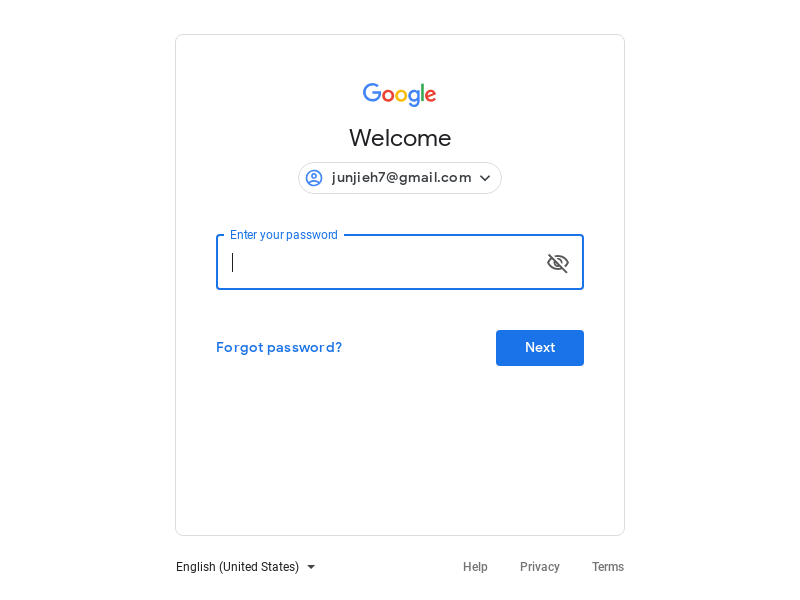 Google
Welcome
junjieh7@gmail.com
Enter your password
Forgot password?
Next
English (United States)
Help
Privacy
Terms